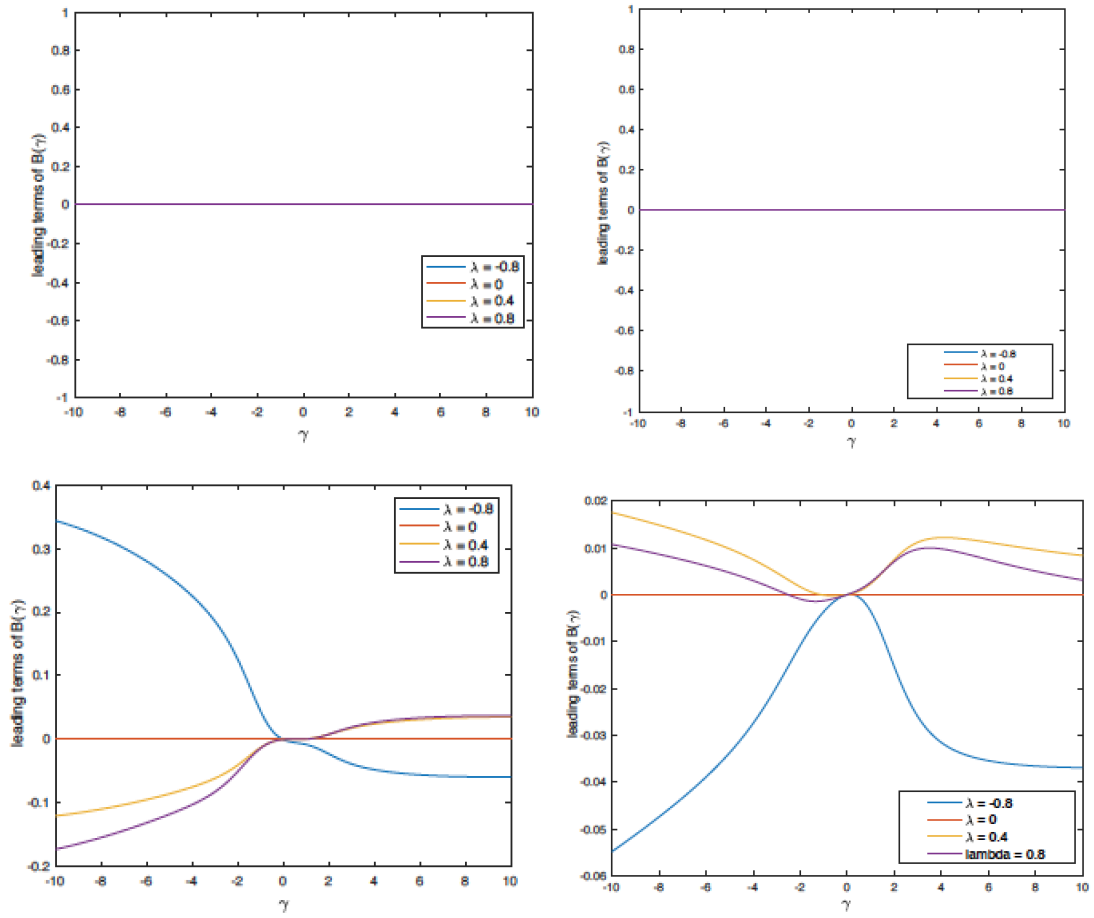 1
0.8
0.6
0.4
0.2
0
-0.2
-0.4
-0.6
-0.8
-1
leading terms of B(γ)
λ = -0.8
λ = 0
λ = 0.4
λ = 0.8
-10 -8 -6 -4 -2 0 2 4 6 8 10
γ
1
0.8
0.6
0.4
0.2
0
-0.2
-0.4
-0.6
-0.8
-1
leading terms of B(γ)
λ = -0.8
λ = 0
λ = 0.4
λ = 0.8
-10 -8 -6 -4 -2 0 2 4 6 8 10
γ
0.4
0.3
0.2
0.1
0
-0.1
-0.2
leading terms of B(γ)
λ = -0.8
λ = 0
λ = 0.4
λ = 0.8
-10 -8 -6 -4 -2 0 2 4 6 8 10
γ
0.02
0.01
0
-0.01
-0.02
-0.03
-0.04
-0.05
-0.06
leading terms of B(γ)
λ = -0.8
λ = 0
λ = 0.4
lambda = 0.8
-10 -8 -6 -4 -2 0 2 4 6 8 10
γ